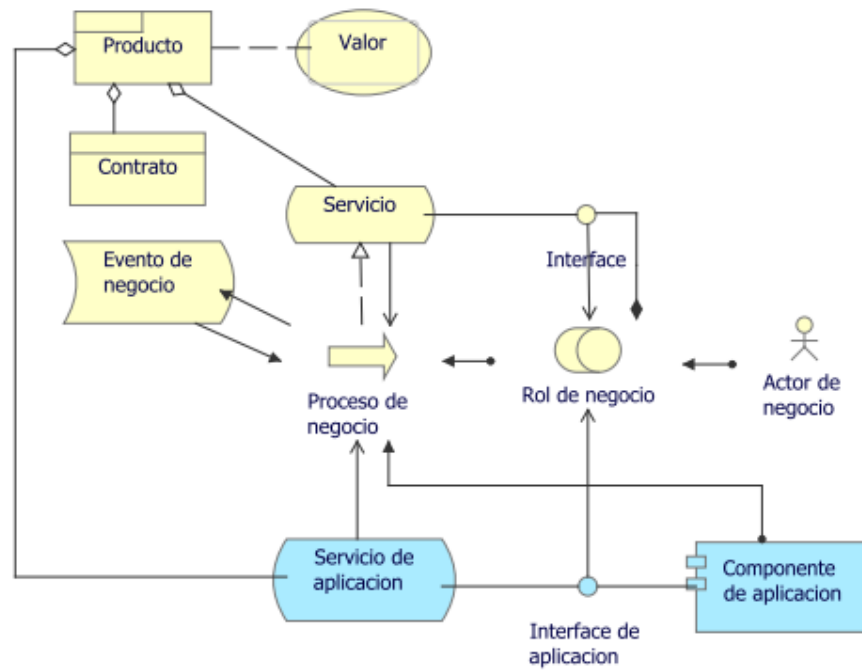 Producto
Valor
Contrato
Servicio
Evento de
negocio
Interface
Proceso de
negocio
Rol de negocio
Actor de
negocio
Servicio de
aplicacion
Componente
de aplicacion
Interface de
aplicacion